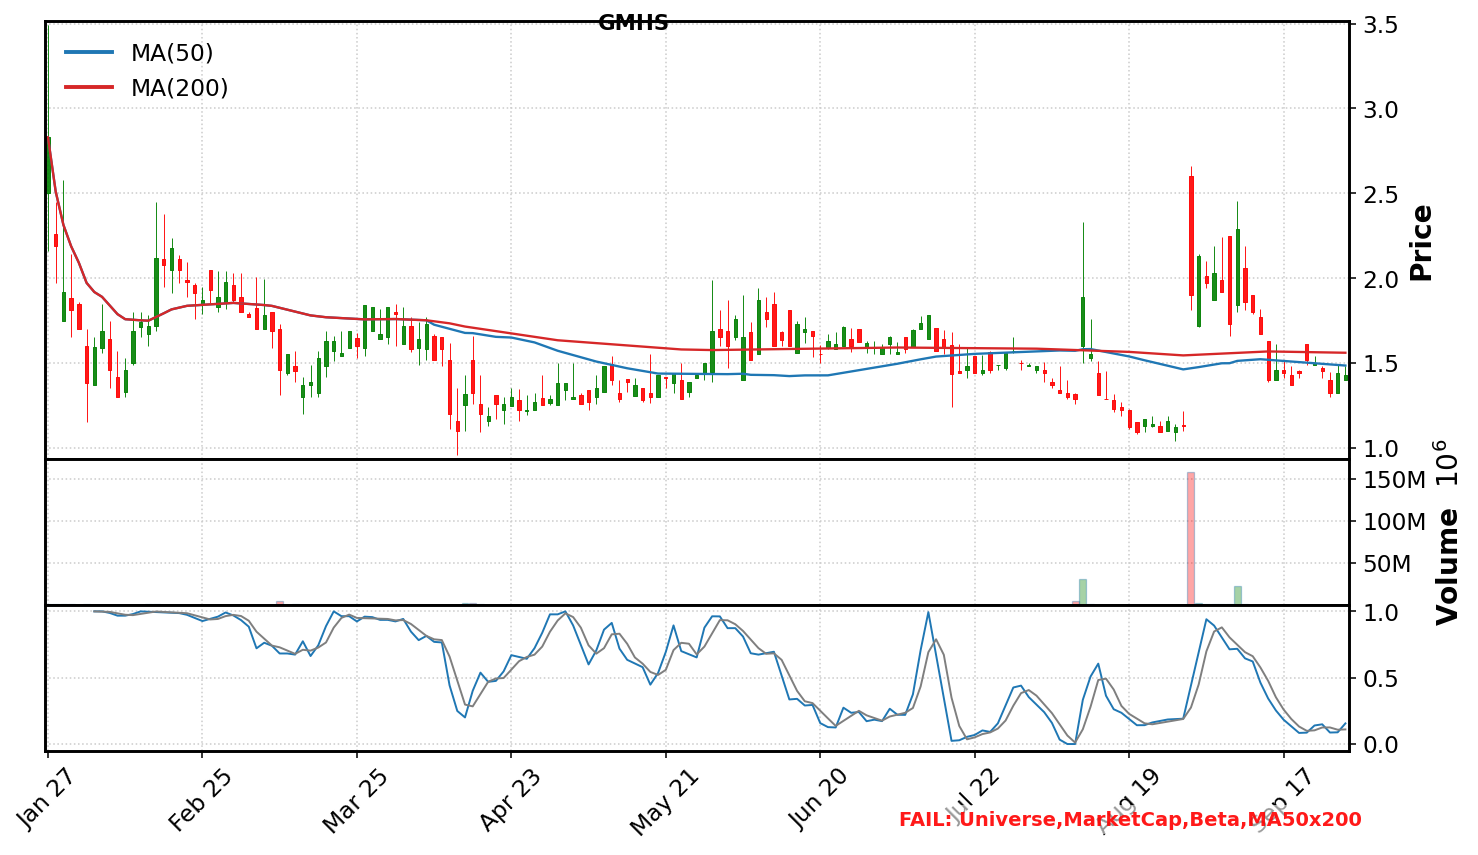 GMHS
MA(50)
MA(200)
3.5
3.0
2.5
2.0
1.5
1.0
Price
150M
100M
50M
Volume 10^6
1.0
0.5
0.0
Jan 27
Feb 25
Mar 25
Apr 23
May 21
Jun 20
Jul 22
Aug 19
Sep 17
FAIL: Universe,MarketCap,Beta,MA50x200